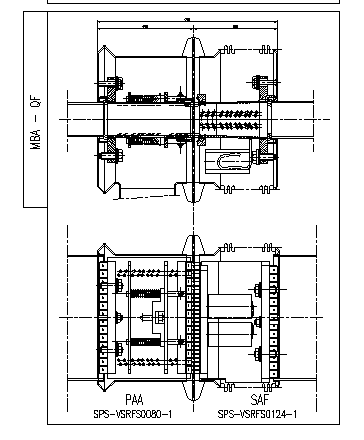 MBA - QF
PAA
SPS-VSRFS0080-1
SAF
SPS-VSRFS0124-1